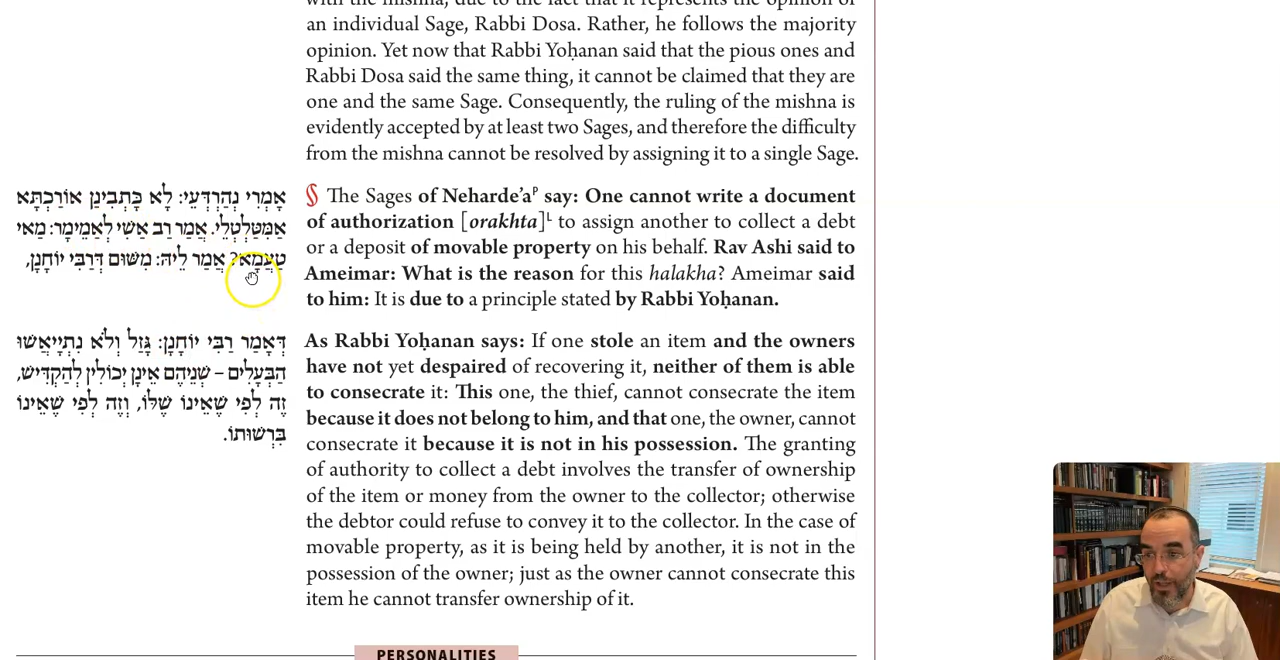 an individual Sage, Rabbi Dosa. Rather, he follows the majority
opinion. Yet now that Rabbi Yoḥanan said that the pious ones and
Rabbi Dosa said the same thing, it cannot be claimed that they are
one and the same Sage. Consequently, the ruling of the mishna is
evidently accepted by at least two Sages, and therefore the difficulty
from the mishna cannot be resolved by assigning it to a single Sage.
אָמְרִי נְהַרְדְּעֵי: לָא כָּתְבִינַן אוֹרַכְתָּא
אַמִּטַּלְטְלֵי. אֲמַר רַב אַשִׁי לַאֲמֵימָר: מַאי
טַעְמָא? אֲמַר לֵיהּ: מִשּׁוּם דְּרַבִּי יוֹחָנָן,
§ The Sages of Neharde’aᴾ say: One cannot write a document
of authorization [orakhta]ᴸ to assign another to collect a debt
or a deposit of movable property on his behalf. Rav Ashi said to
Ameimar: What is the reason for this halakha? Ameimar said
to him: It is due to a principle stated by Rabbi Yoḥanan.
דְּאָמַר רַבִּי יוֹחָנָן: גָּזַל וְלֹא נִתְיָיאֲשׁוּ
הַבְּעָלִים – שְׁנֵיהֶם אֵינָן יְכוֹלִין לְהַקְדִּישׁ,
זֶה לְפִי שֶׁאֵינוֹ שֶׁלּוֹ, וְזֶה לְפִי שֶׁאֵינוֹ
בִּרְשׁוּתוֹ.
As Rabbi Yoḥanan says: If one stole an item and the owners
have not yet despaired of recovering it, neither of them is able
to consecrate it: This one, the thief, cannot consecrate the item
because it does not belong to him, and that one, the owner, cannot
consecrate it because it is not in his possession. The granting
of authority to collect a debt involves the transfer of ownership
of the item or money from the owner to the collector; otherwise
the debtor could refuse to convey it to the collector. In the case of
movable property, as it is being held by another, it is not in the
possession of the owner; just as the owner cannot consecrate this
item he cannot transfer ownership of it.
PERSONALITIES